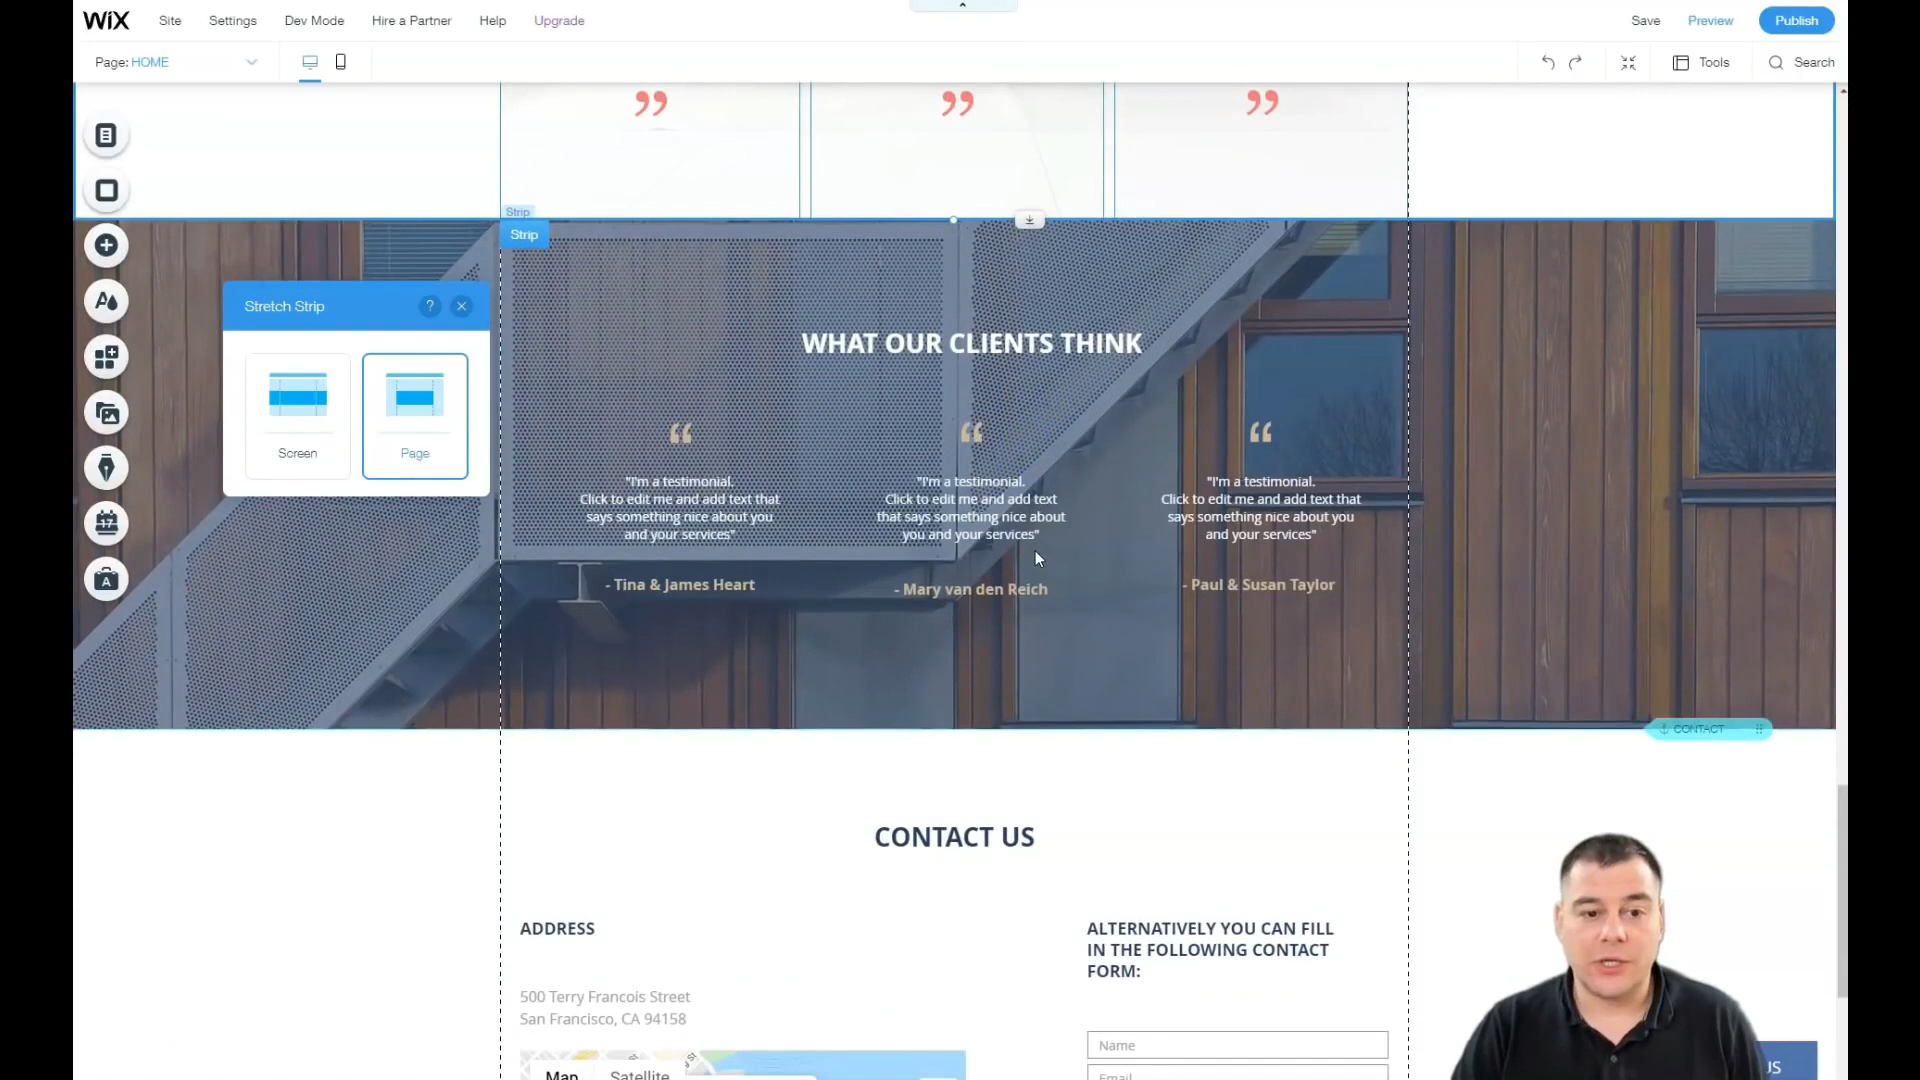 WiX Site Settings Dev Mode Hire a Partner Help Upgrade Save Preview Publish
Page: HOME Tools Search
”
”
”
Strip
Strip
Stretch Strip ?
Screen Page
WHAT OUR CLIENTS THINK
“
"I'm a testimonial.
Click to edit me and add text that
says something nice about you
and your services"
- Tina & James Heart
“
"I'm a testimonial.
Click to edit me and add text
that says something nice about
you and your services"
- Mary van den Reich
“
"I'm a testimonial.
Click to edit me and add text that
says something nice about you
and your services"
- Paul & Susan Taylor
17
A
CONTACT
CONTACT US
ADDRESS
500 Terry Francois Street
San Francisco, CA 94158
Map Satellite
ALTERNATIVELY YOU CAN FILL
IN THE FOLLOWING CONTACT
FORM:
Name
Email
US